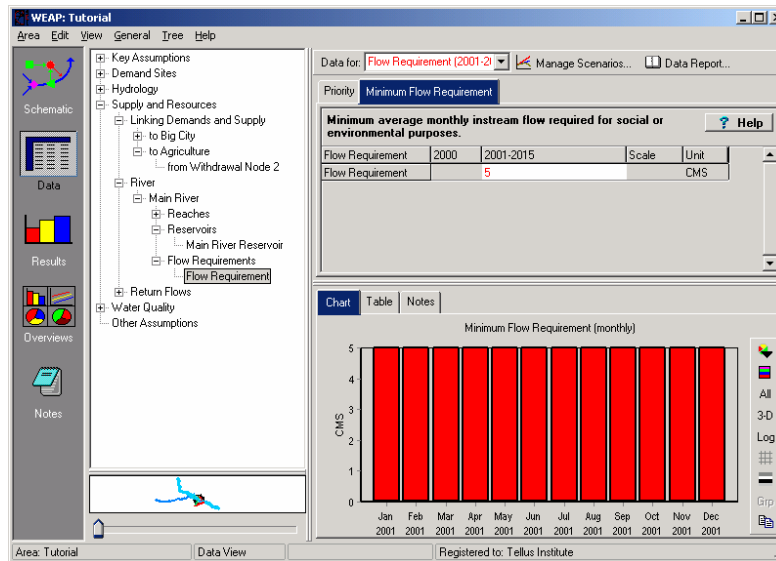 WEAP: Tutorial
Area Edit View General Tree Help
Schematic
Data
Results
Overviews
Notes
Key Assumptions
Demand Sites
Hydrology
Supply and Resources
Linking Demands and Supply
to Big City
to Agriculture
from Withdrawal Node 2
River
Main River
Reaches
Reservoirs
Main River Reservoir
Flow Requirements
Flow Requirement
Return Flows
Water Quality
Other Assumptions
Data for: Flow Requirement (2001-2 Manage Scenarios... Data Report...
Priority Minimum Flow Requirement
Minimum average monthly instream flow required for social or
environmental purposes.
? Help
Flow Requirement 2000 2001-2015 Scale Unit
Flow Requirement 5 CMS
Chart Table Notes
Minimum Flow Requirement (monthly)
CMS
5
4
3
2
1
0
Jan Feb Mar Apr May Jun Jul Aug Sep Oct Nov Dec
2001 2001 2001 2001 2001 2001 2001 2001 2001 2001 2001 2001
All
3-D
Log
Grp
Area: Tutorial Data View Registered to: Tellus Institute